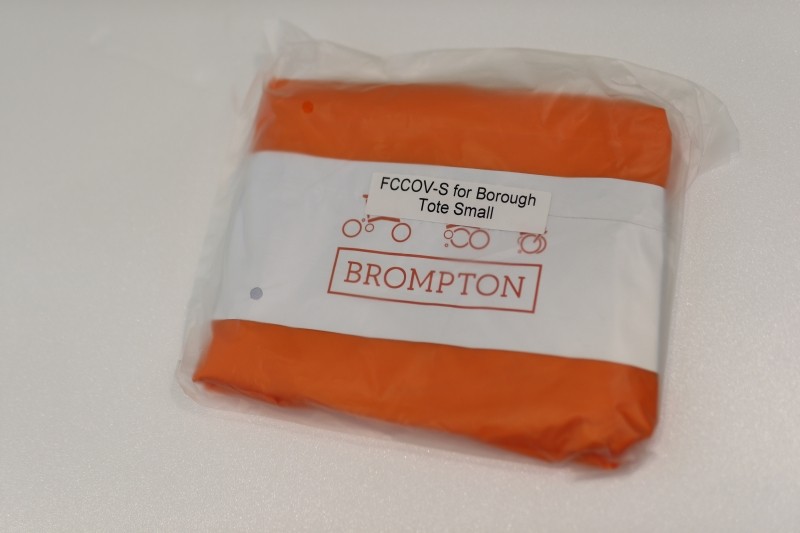 FCCOV-S for Borough
Tote Small
BROMPTON